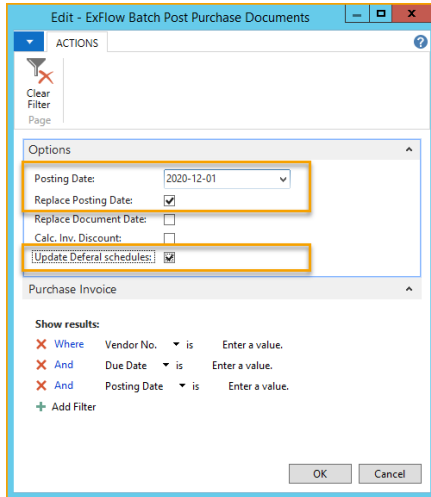 Edit - ExFlow Batch Post Purchase Documents
ACTIONS
?
Clear
Filter
Page
Options
Posting Date: 2020-12-01
Replace Posting Date:
Replace Document Date:
Calc. Inv. Discount:
Update Deferal schedules:
Purchase Invoice
Show results:
Where Vendor No. is Enter a value.
And Due Date is Enter a value.
And Posting Date is Enter a value.
Add Filter
OK Cancel